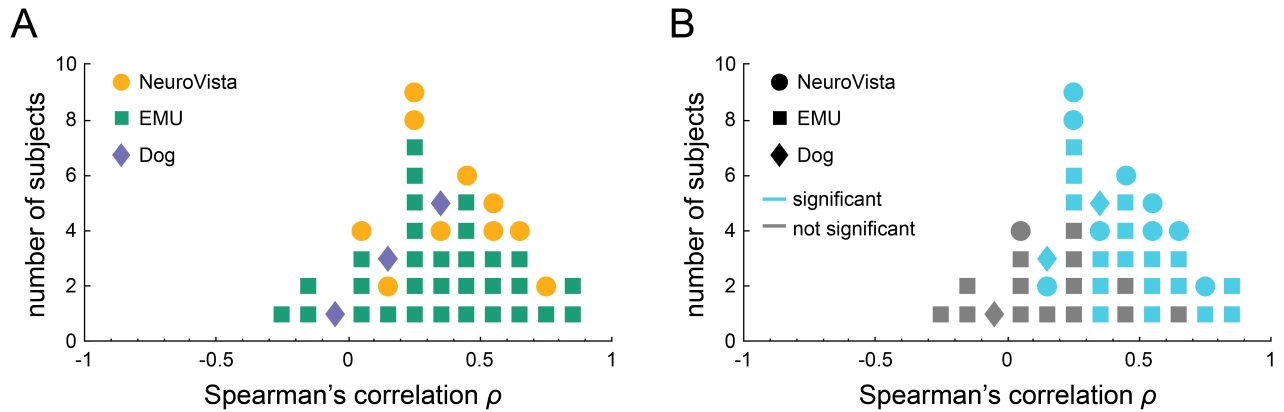 A
10
8
6
4
2
0
number of subjects
NeuroVista
EMU
Dog
-1
-0.5
0
0.5
1
Spearman’s correlation ρ
B
10
8
6
4
2
0
number of subjects
NeuroVista
EMU
Dog
significant
not significant
-1
-0.5
0
0.5
1
Spearman’s correlation ρ